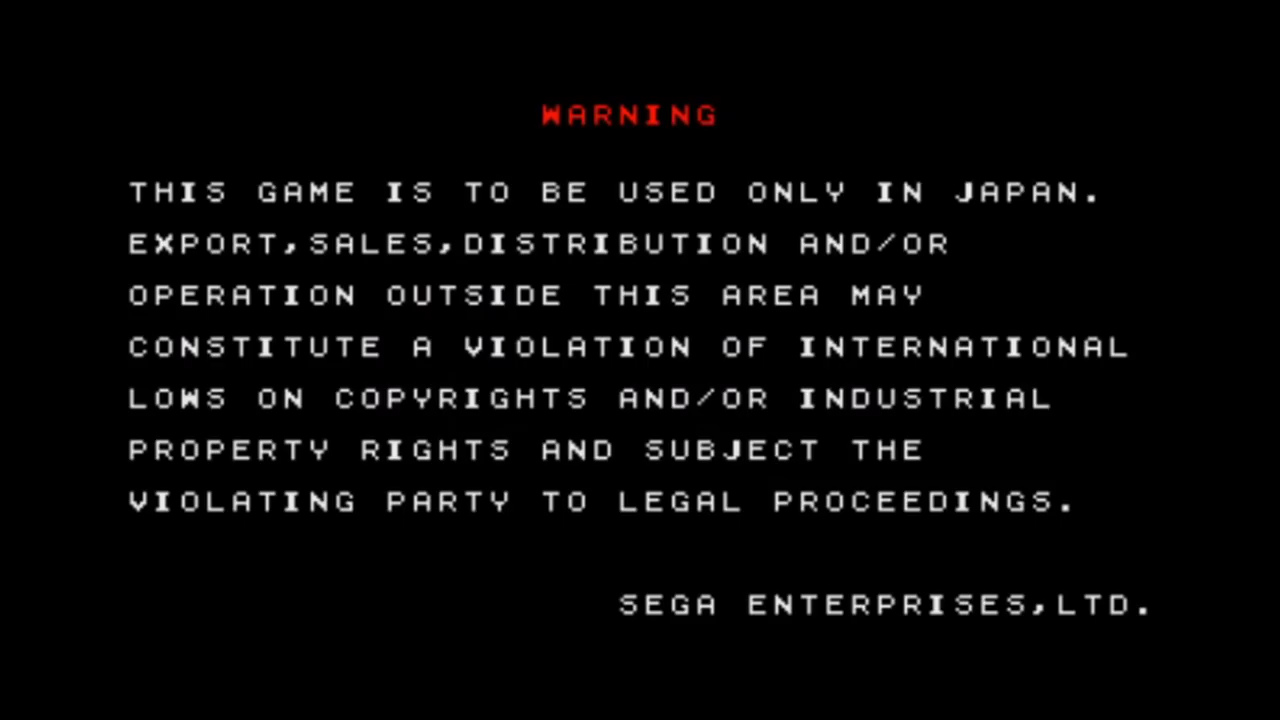 WARNING
THIS GAME IS TO BE USED ONLY IN JAPAN.
EXPORT,SALES,DISTRIBUTION AND/OR
OPERATION OUTSIDE THIS AREA MAY
CONSTITUTE A VIOLATION OF INTERNATIONAL
LOWS ON COPYRIGHTS AND/OR INDUSTRIAL
PROPERTY RIGHTS AND SUBJECT THE
VIOLATING PARTY TO LEGAL PROCEEDINGS.
SEGA ENTERPRISES,LTD.